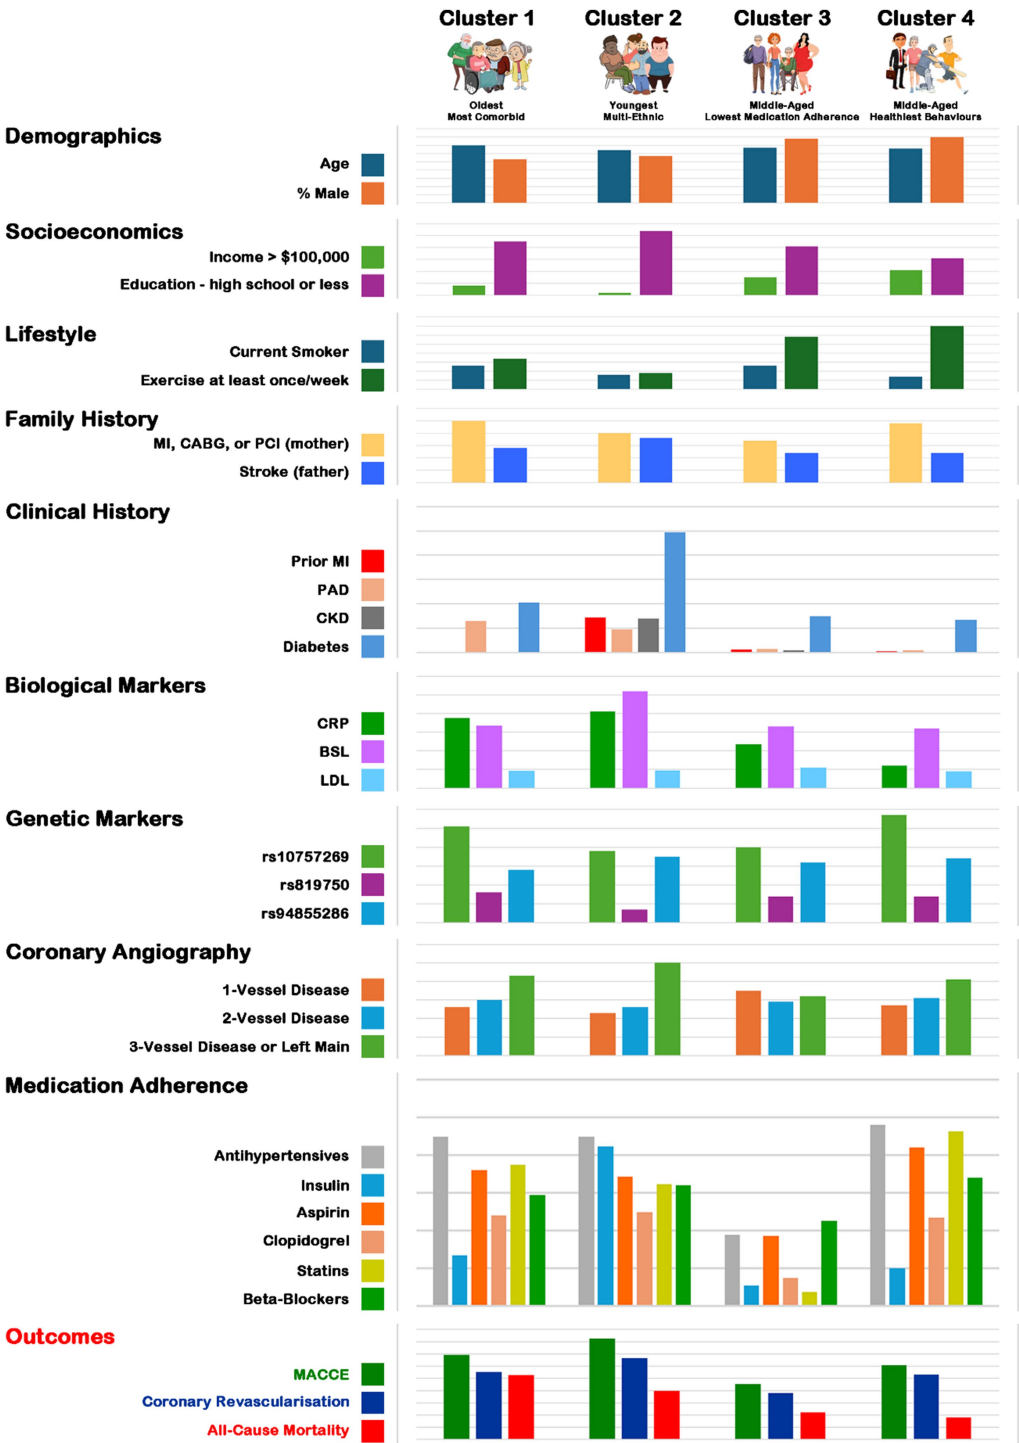 Cluster 1 Cluster 2 Cluster 3 Cluster 4
Oldest Youngest Middle-Aged Middle-Aged
Most Comorbid Multi-Ethnic Lowest Medication Adherence Healthiest Behaviours
Demographics
Age
% Male
Socioeconomics
Income > $100,000
Education - high school or less
Lifestyle
Current Smoker
Exercise at least once/week
Family History
MI, CABG, or PCI (mother)
Stroke (father)
Clinical History
Prior MI
PAD
CKD
Diabetes
Biological Markers
CRP
BSL
LDL
Genetic Markers
rs10757269
rs819750
rs94855286
Coronary Angiography
1-Vessel Disease
2-Vessel Disease
3-Vessel Disease or Left Main
Medication Adherence
Antihypertensives
Insulin
Aspirin
Clopidogrel
Statins
Beta-Blockers
Outcomes
MACCE
Coronary Revascularisation
All-Cause Mortality